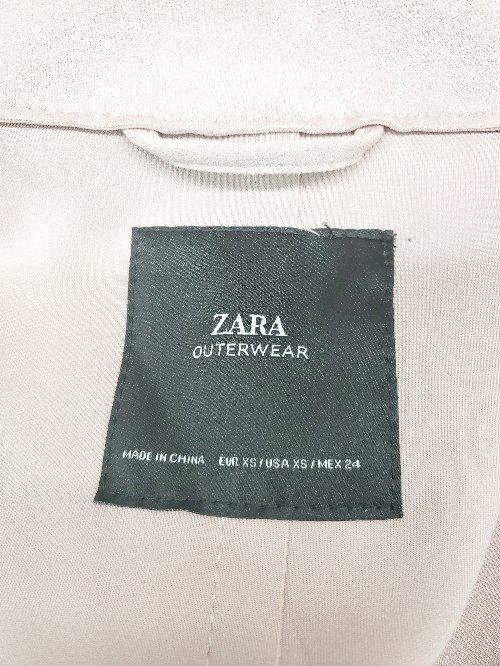 ZARA
OUTERWEAR
MADE IN CHINA EUR XS / USA XS / MEX 24